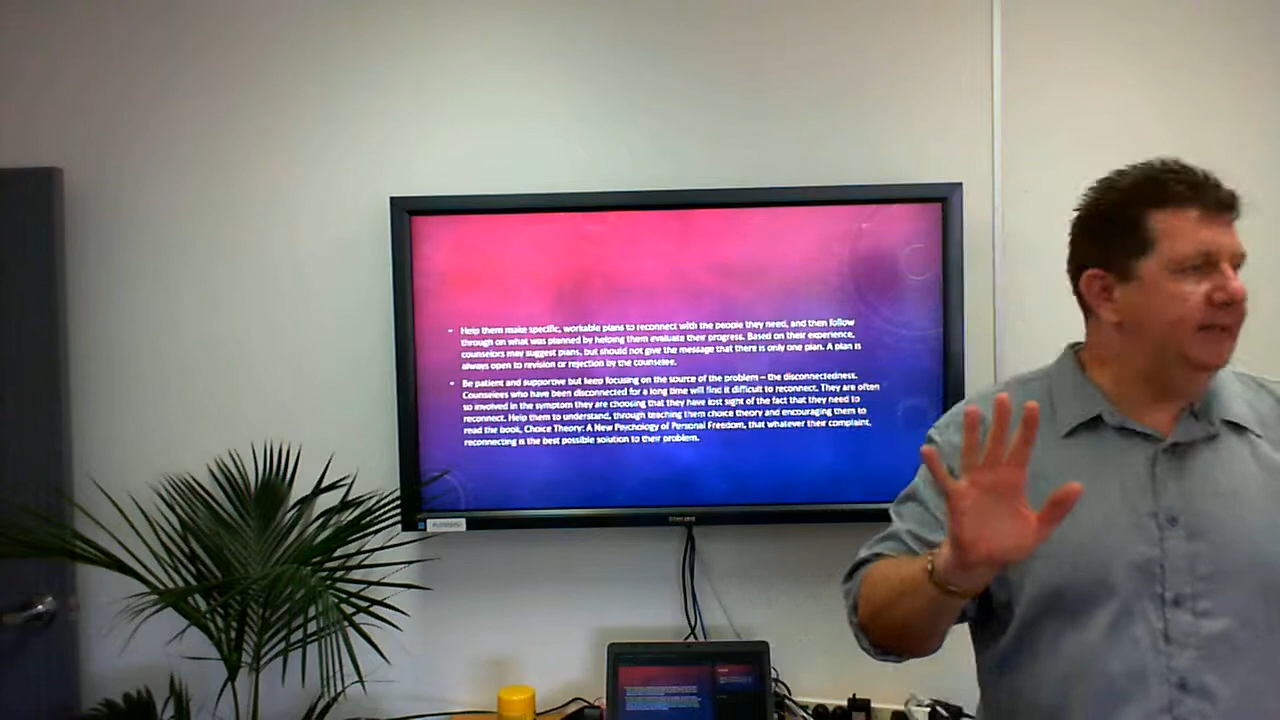 Help them make specific, workable plans to reconnect with the people they need, and then follow
through on what was planned by helping them evaluate their progress. Based on their experience,
counselors may suggest plans, but should not give the message that there is only one plan. A plan is
always open to revision or rejection by the counselee.
Be patient and supportive but keep focusing on the source of the problem – the disconnectedness.
Counselees who have been disconnected for a long time will find it difficult to reconnect. They are often
so involved in the symptom they are choosing that they have lost sight of the fact that they need to
reconnect. Help them to understand, through teaching them choice theory and encouraging them to
read the book, Choice Theory: A New Psychology of Personal Freedom, that whatever their complaint,
reconnecting is the best possible solution to their problem.